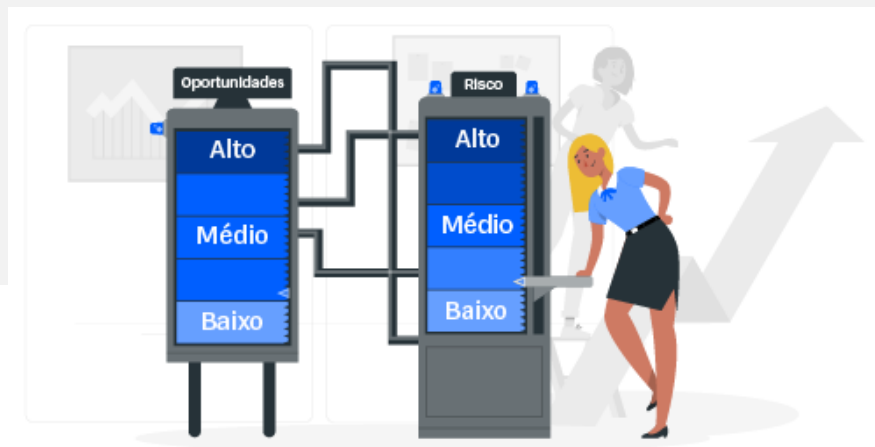 Oportunidades
Alto
Médio
Baixo
Risco
Alto
Médio
Baixo